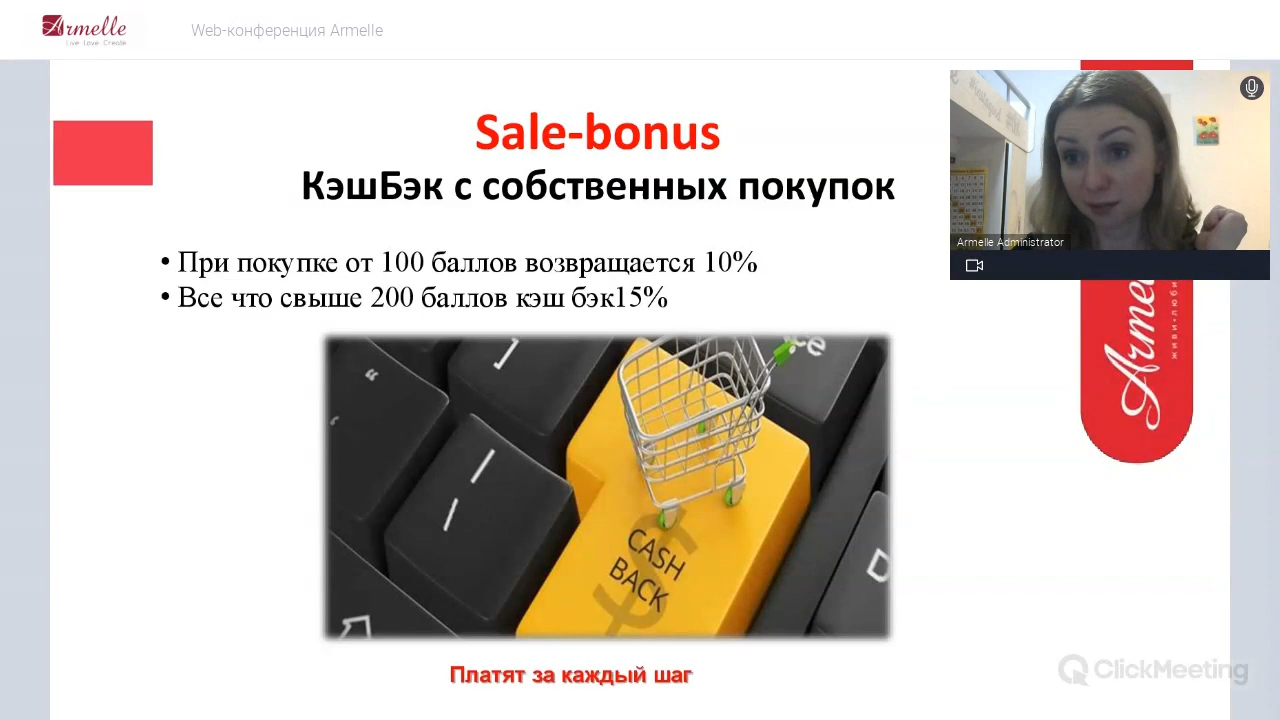 Armelle
Live Love Create
Web-конференция Armelle
Sale-bonus
КэшБэк с собственных покупок
• При покупке от 100 баллов возвращается 10%
• Все что свыше 200 баллов кэш бэк15%
Armelle Administrator
CASH
BACK
$
Платят за каждый шаг
ClickMeeting